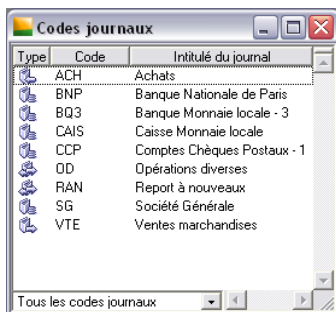 Codes journaux
Type Code Intitulé du journal
ACH Achats
BNP Banque Nationale de Paris
BQ3 Banque Monnaie locale - 3
CAIS Caisse Monnaie locale
CCP Comptes Chèques Postaux - 1
OD Opérations diverses
RAN Report à nouveaux
SG Société Générale
VTE Ventes marchandises
Tous les codes journaux